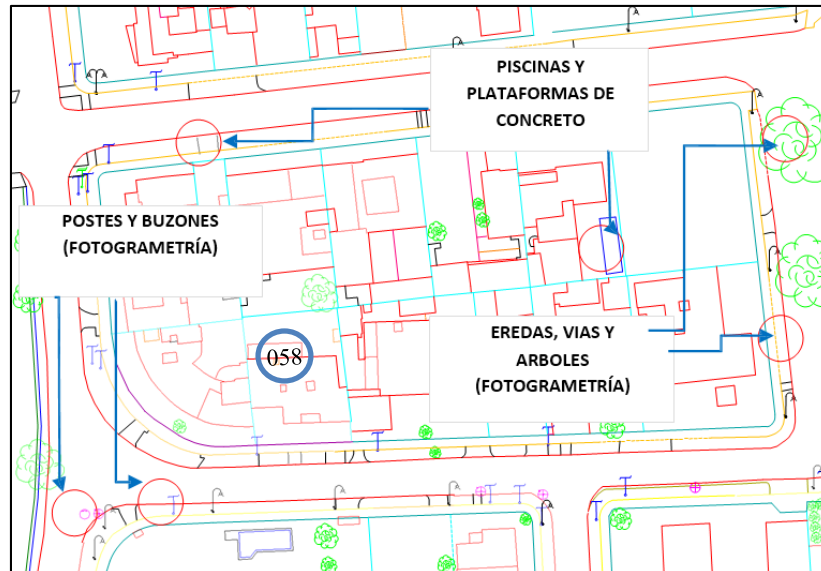 PISCINAS Y
PLATAFORMAS DE
CONCRETO
POSTES Y BUZONES
(FOTOGRAMETRÍA)
058
EREDAS, VIAS Y
ARBOLES
(FOTOGRAMETRÍA)